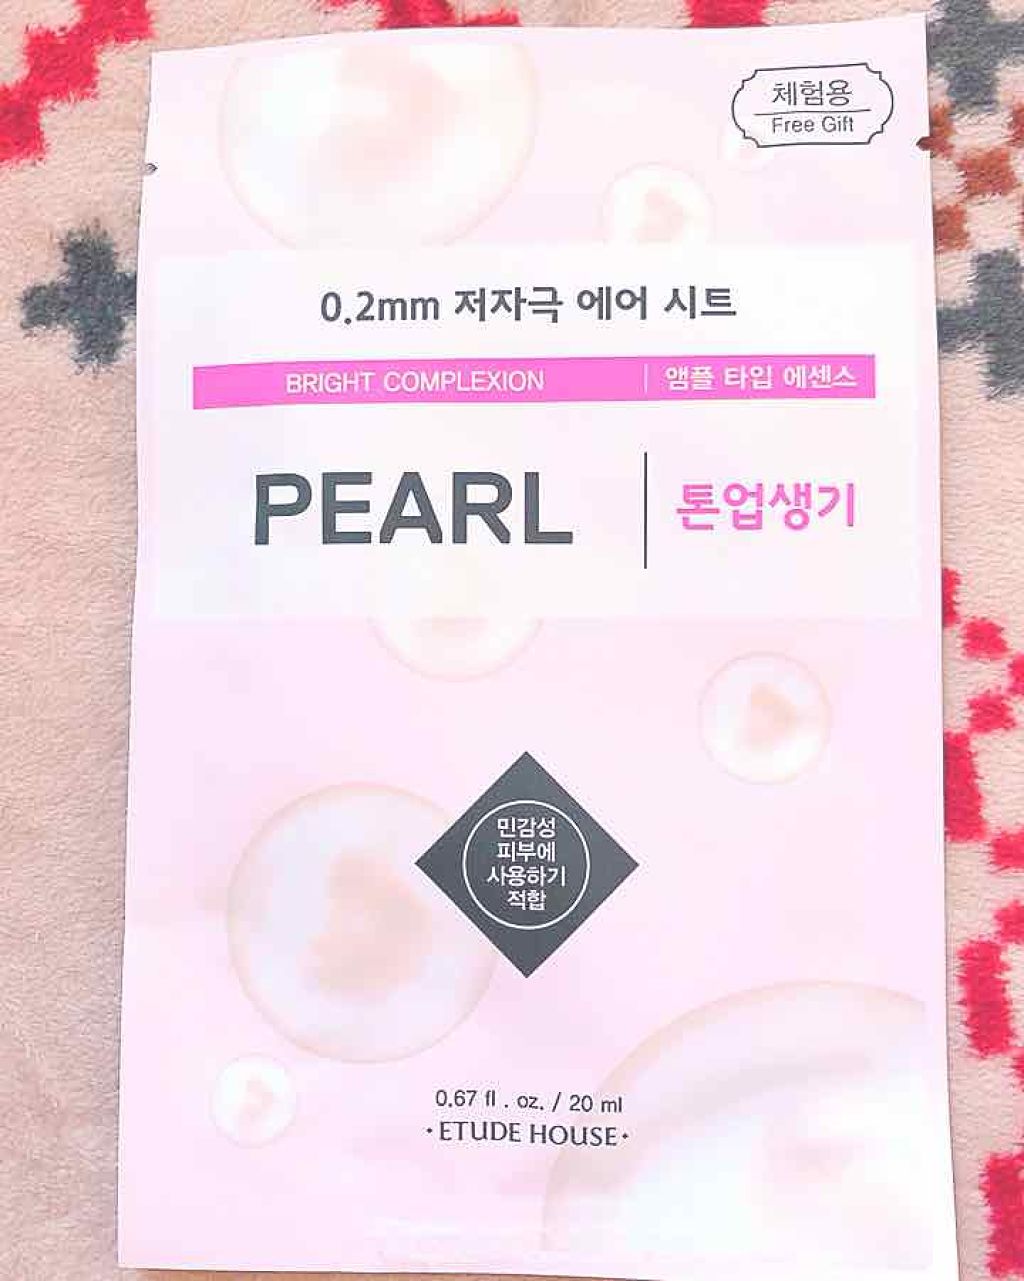 체험용
Free Gift
0.2mm 저자극 에어 시트
BRIGHT COMPLEXION | 앰플 타입 에센스
PEARL | 톤업생기
민감성
피부에
사용하기
적합
0.67 fl . oz. / 20 ml
·ETUDE HOUSE·